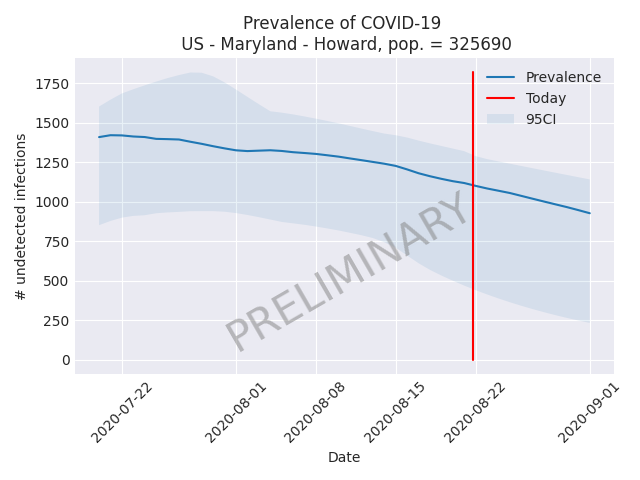 Prevalence of COVID-19
US - Maryland - Howard, pop. = 325690
# undetected infections
1750
1500
1250
1000
750
500
250
0
Prevalence
Today
95CI
PRELIMINARY
2020-07-22
2020-08-01
2020-08-08
2020-08-15
2020-08-22
2020-09-01
Date